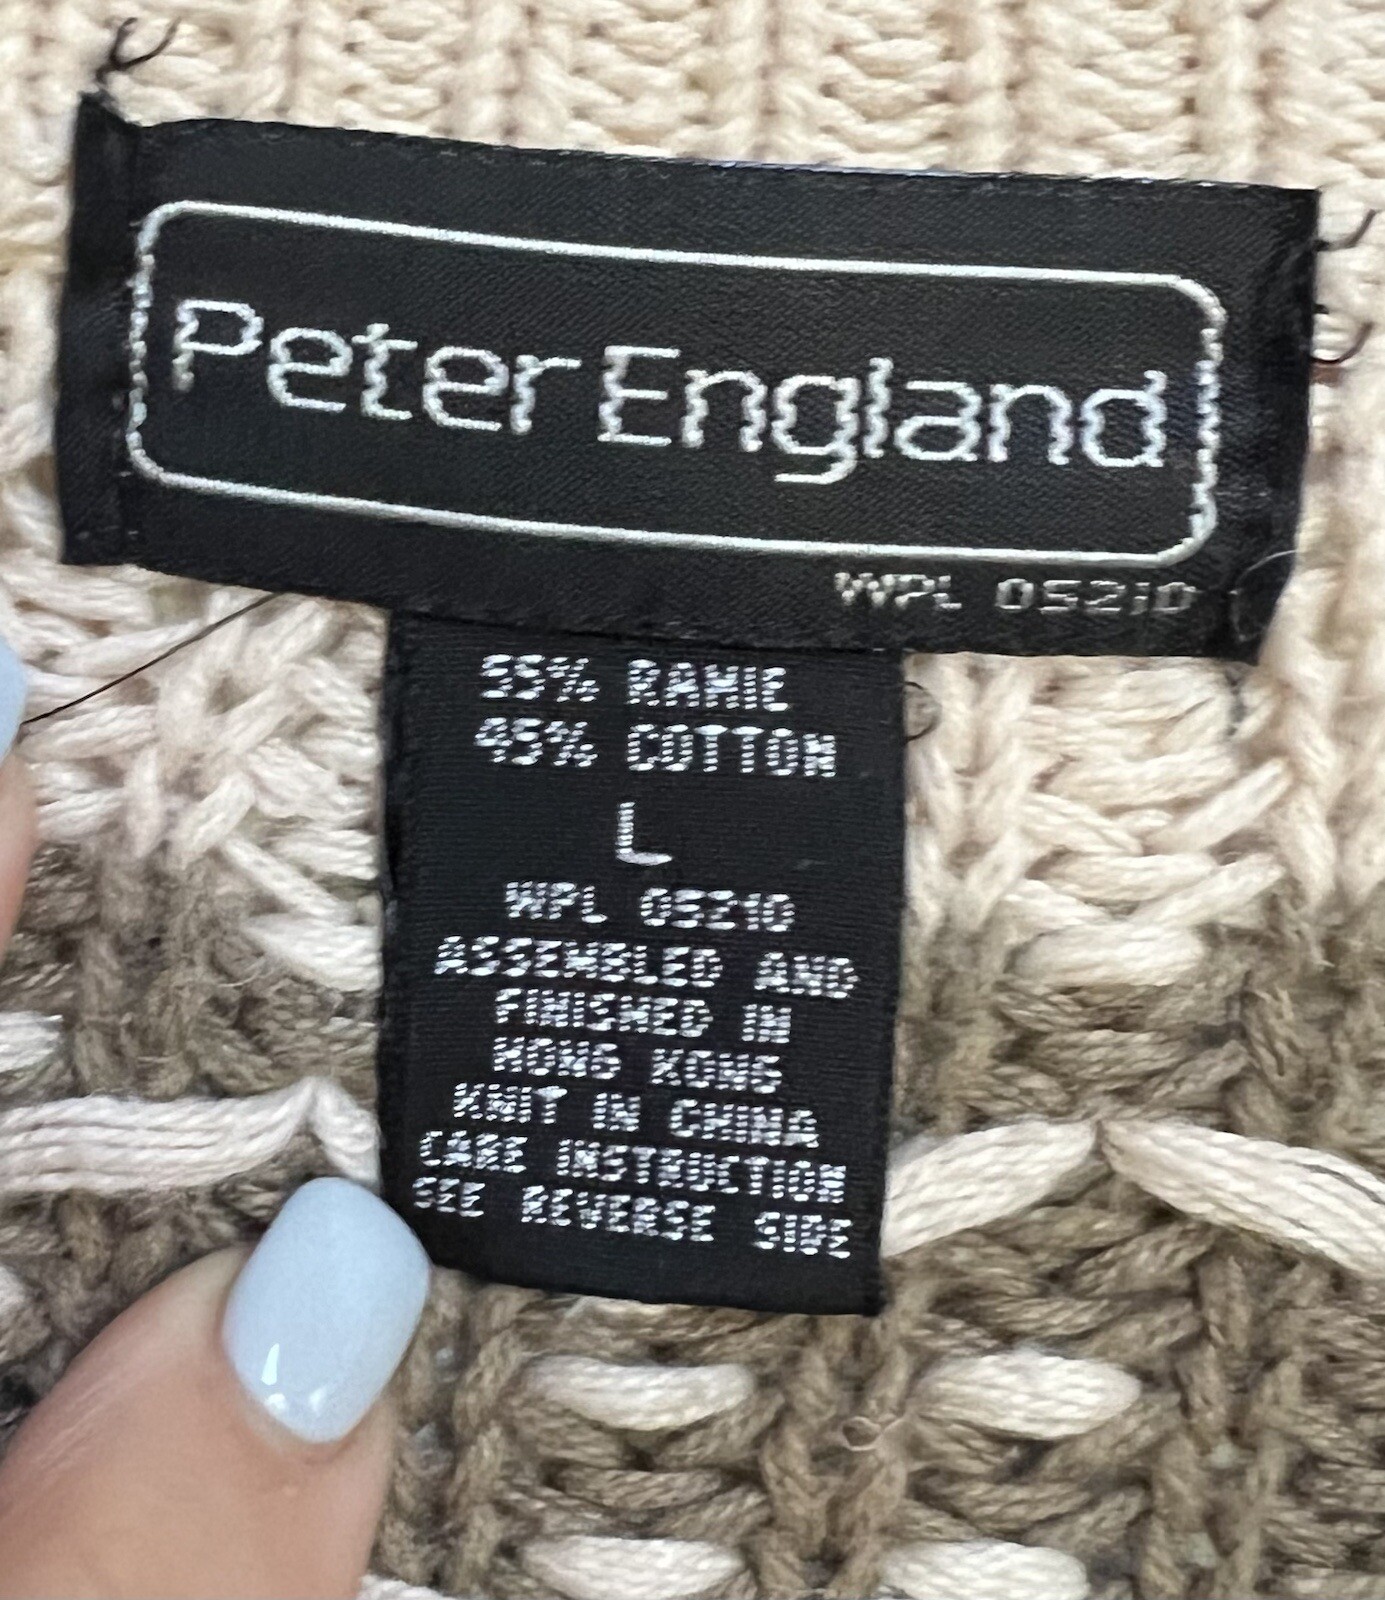 Peter England
WPL 05210
55% RAMIE
45% COTTON
L
WPL 05210
ASSEMBLED AND
FINISHED IN
HONG KONG
KNIT IN CHINA
CARE INSTRUCTION
SEE REVERSE SIDE